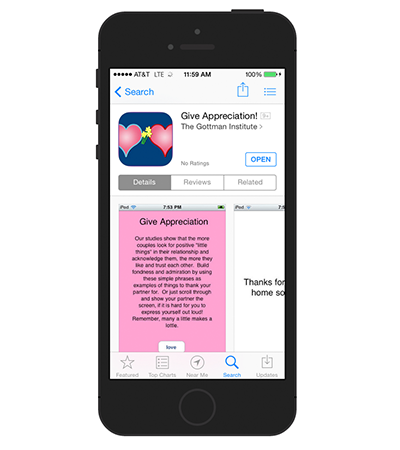 AT&T LTE 11:59 AM 100%
Search
Give Appreciation!
The Gottman Institute >
No Ratings
OPEN
Details Reviews Related
iPod 7:53 PM
Give Appreciation
Our studies show that the more
couples look for positive "little
things" in their relationship and
acknowledge them, the more they
like and trust each other. Build
fondness and admiration by using
these simple phrases as
examples of things to thank your
partner for. Or just scroll through
and show your partner the
screen, if it is hard for you to
express yourself out loud!
Remember, many a little makes a
lottle.
love
iPod 7:5
Thanks for
home so
Featured Top Charts Near Me Search Updates